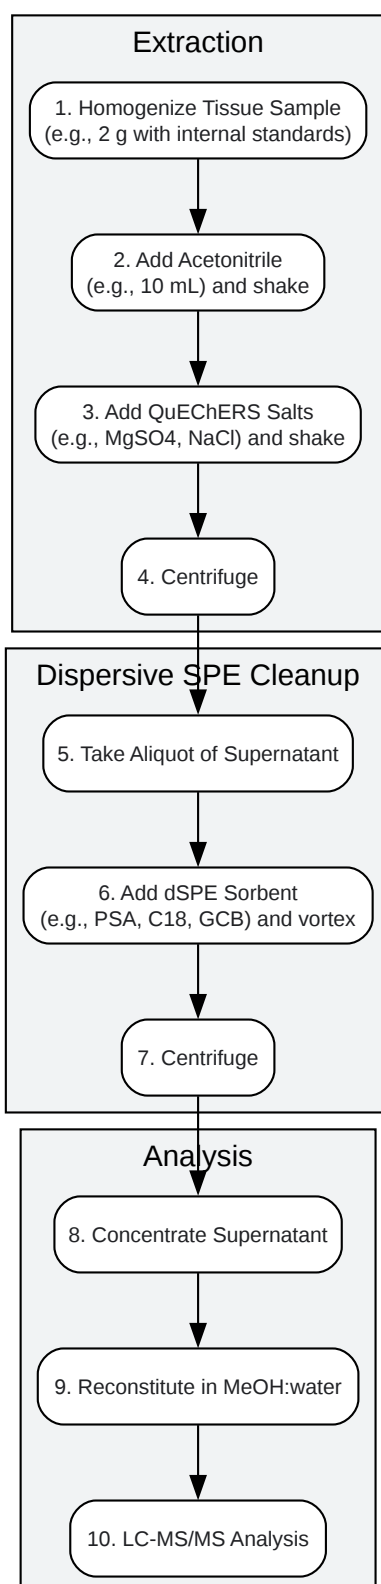 Extraction
1. Homogenize Tissue Sample
(e.g., 2 g with internal standards)
2. Add Acetonitrile
(e.g., 10 mL) and shake
3. Add QuEChERS Salts
(e.g., MgSO4, NaCl) and shake
4. Centrifuge
Dispersive SPE Cleanup
5. Take Aliquot of Supernatant
6. Add dSPE Sorbent
(e.g., PSA, C18, GCB) and vortex
7. Centrifuge
Analysis
8. Concentrate Supernatant
9. Reconstitute in MeOH:water
10. LC-MS/MS Analysis